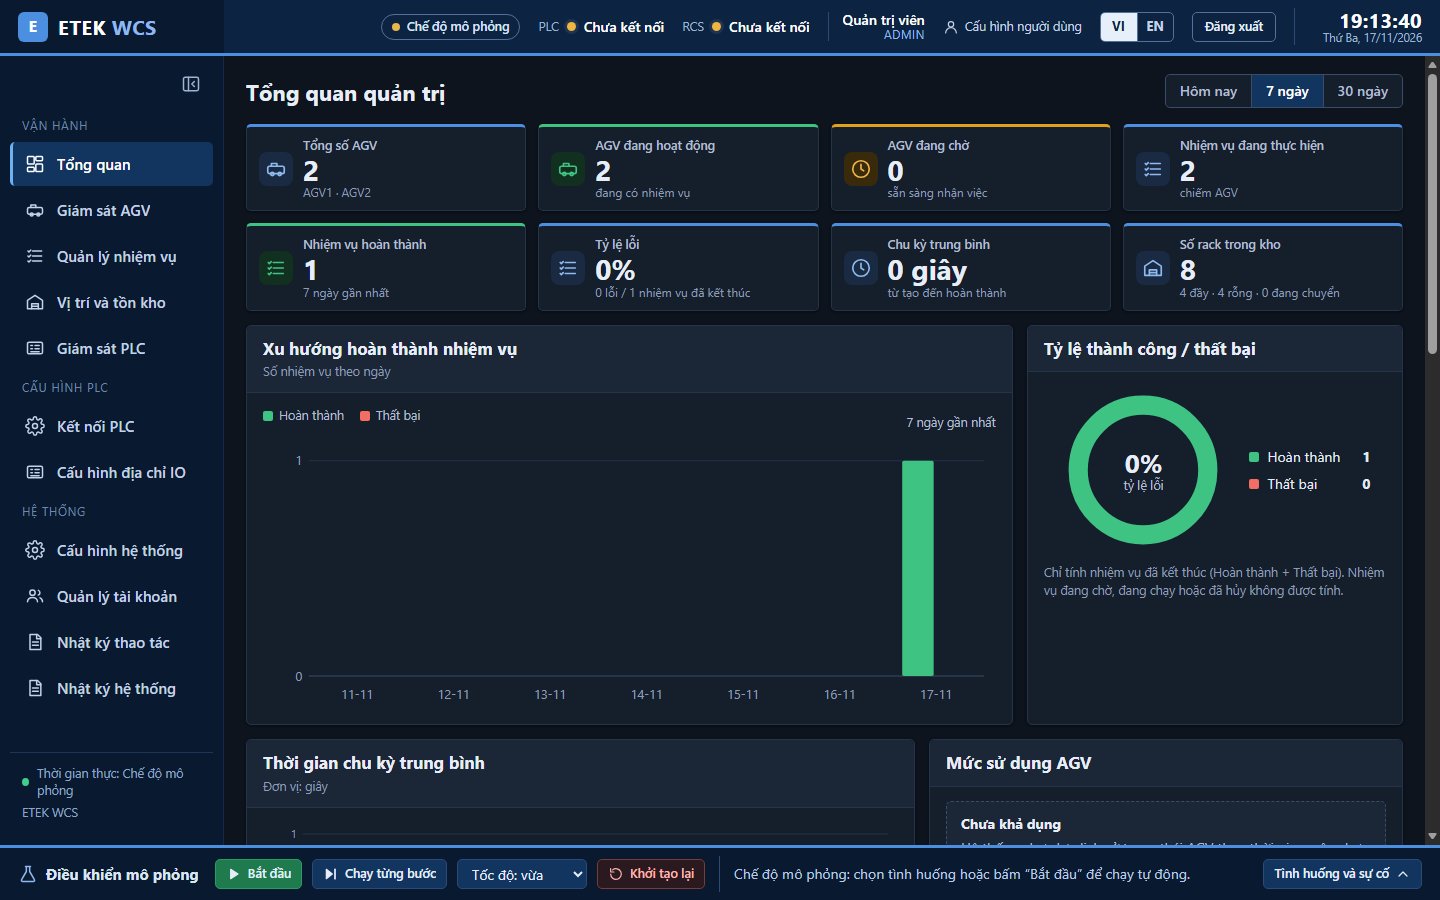 E ETEK WCS
Chế độ mô phỏng
PLC Chưa kết nối
RCS Chưa kết nối
Quản trị viên
ADMIN
Cấu hình người dùng
VI EN
Đăng xuất
19:13:40
Thứ Ba, 17/11/2026
VẬN HÀNH
Tổng quan
Giám sát AGV
Quản lý nhiệm vụ
Vị trí và tồn kho
Giám sát PLC
CẤU HÌNH PLC
Kết nối PLC
Cấu hình địa chỉ IO
HỆ THỐNG
Cấu hình hệ thống
Quản lý tài khoản
Nhật ký thao tác
Nhật ký hệ thống
Thời gian thực: Chế độ mô
phỏng
ETEK WCS
Tổng quan quản trị
Hôm nay 7 ngày 30 ngày
Tổng số AGV
2
AGV1 · AGV2
AGV đang hoạt động
2
đang có nhiệm vụ
AGV đang chờ
0
sẵn sàng nhận việc
Nhiệm vụ đang thực hiện
2
chiếm AGV
Nhiệm vụ hoàn thành
1
7 ngày gần nhất
Tỷ lệ lỗi
0%
0 lỗi / 1 nhiệm vụ đã kết thúc
Chu kỳ trung bình
0 giây
từ tạo đến hoàn thành
Số rack trong kho
8
4 đầy · 4 rỗng · 0 đang chuyển
Xu hướng hoàn thành nhiệm vụ
Số nhiệm vụ theo ngày
Hoàn thành Thất bại
7 ngày gần nhất
1
0
11-11 12-11 13-11 14-11 15-11 16-11 17-11
Tỷ lệ thành công / thất bại
0%
tỷ lệ lỗi
Hoàn thành 1
Thất bại 0
Chỉ tính nhiệm vụ đã kết thúc (Hoàn thành + Thất bại). Nhiệm
vụ đang chờ, đang chạy hoặc đã hủy không được tính.
Thời gian chu kỳ trung bình
Đơn vị: giây
1
Mức sử dụng AGV
Chưa khả dụng
Điều khiển mô phỏng
Bắt đầu
Chạy từng bước
Tốc độ: vừa
Khởi tạo lại
Chế độ mô phỏng: chọn tình huống hoặc bấm “Bắt đầu” để chạy tự động.
Tình huống và sự cố